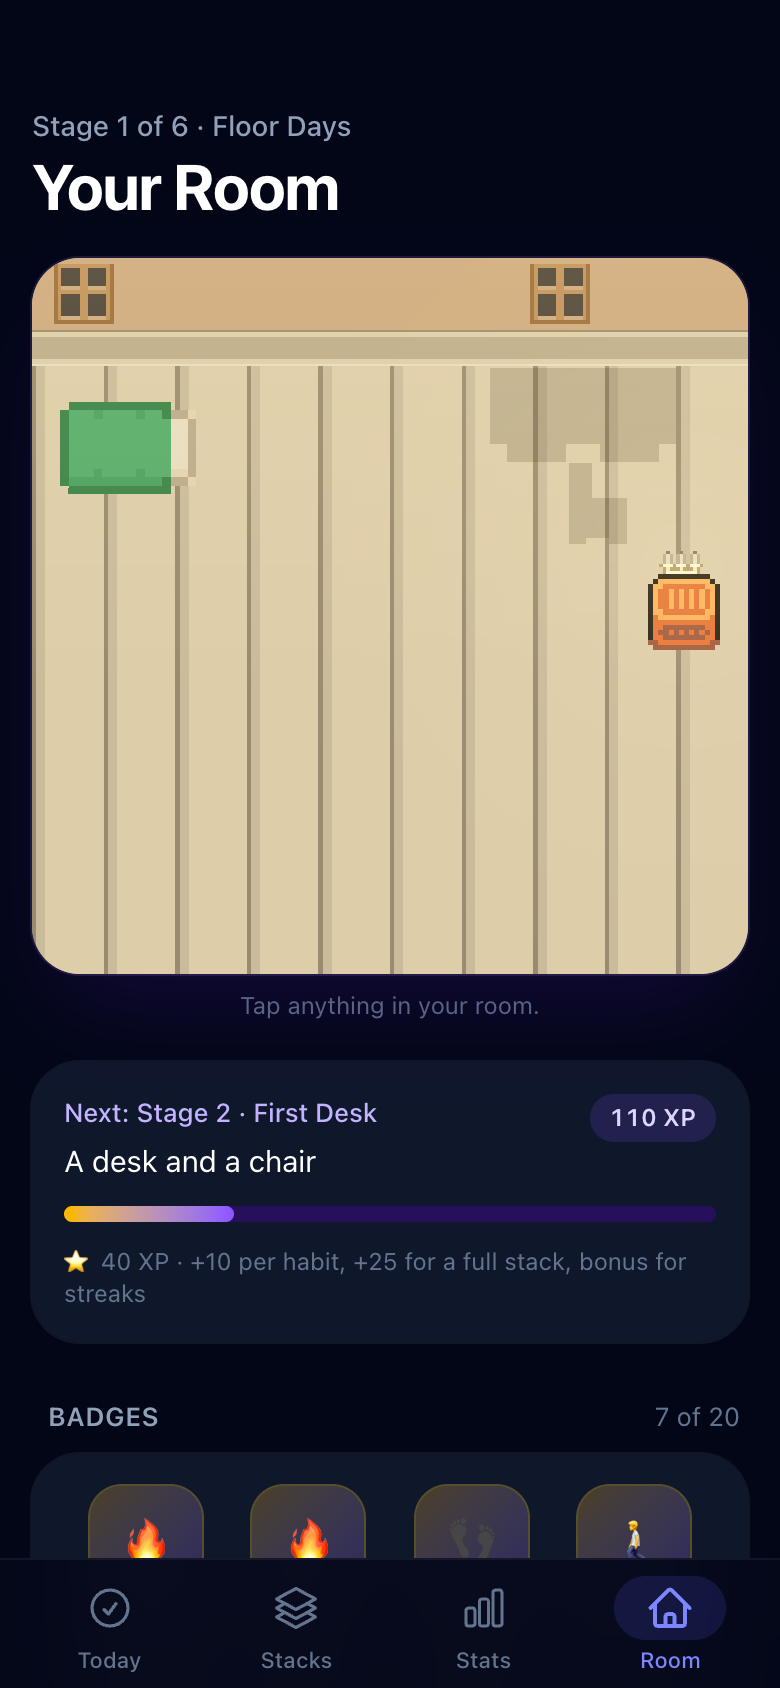 Stage 1 of 6 · Floor Days
Your Room
Tap anything in your room.
Next: Stage 2 · First Desk
110 XP
A desk and a chair
40 XP · +10 per habit, +25 for a full stack, bonus for
streaks
BADGES
7 of 20
Today
Stacks
Stats
Room